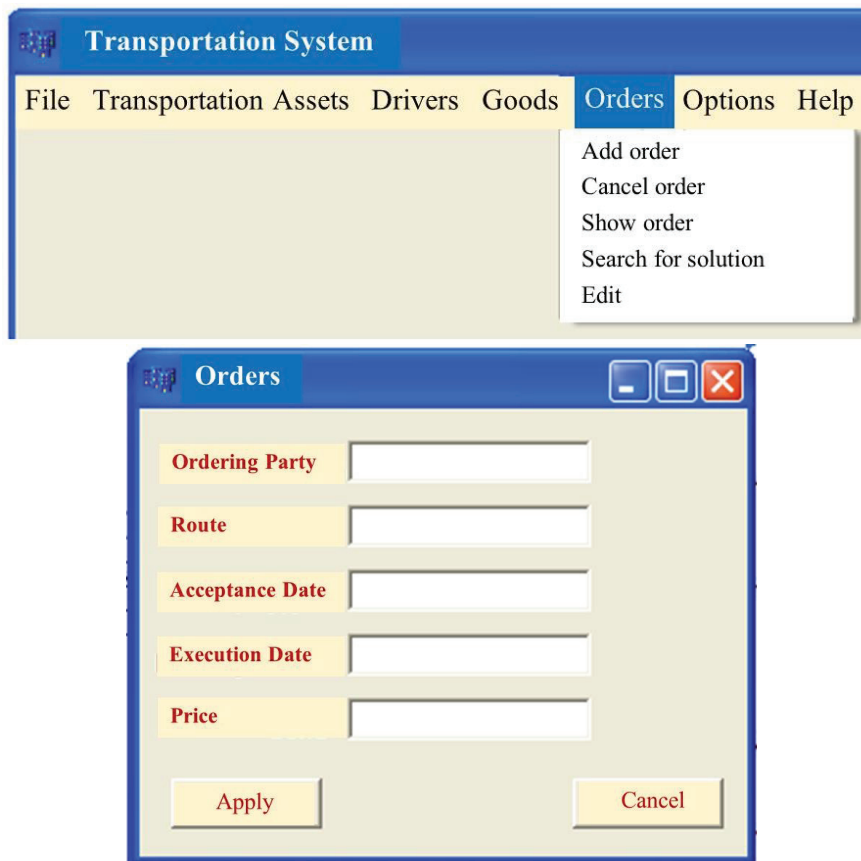 Transportation System
File Transportation Assets Drivers Goods Orders Options Help
Add order
Cancel order
Show order
Search for solution
Edit
Orders
Ordering Party
Route
Acceptance Date
Execution Date
Price
Apply Cancel